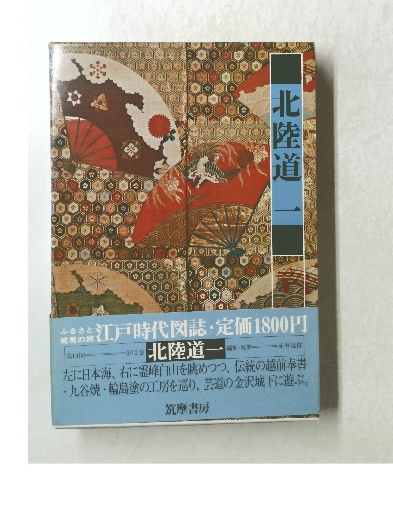 北陸道 一
ふるさと
発見の旅
江戸時代図誌・定価1800円
北陸道一
左に日本海、右に霊峰白山を眺めつつ、伝統の越前奉書
・九谷焼・輪島塗の工房を巡り、芸道の金沢城下に遊ぶ。
筑摩書房